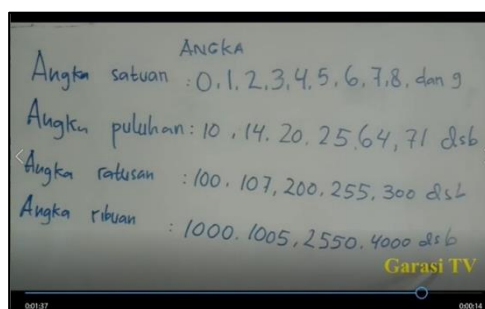 ANGKA
Angka satuan : 0, 1, 2, 3, 4, 5, 6, 7, 8, dan 9
Angka puluhan : 10, 14, 20, 25, 64, 71 dsb
Angka ratusan : 100, 107, 200, 255, 300 dsb
Angka ribuan : 1000, 1005, 2550, 4000 dsb
Garasi TV
0:01:37
0:00:14